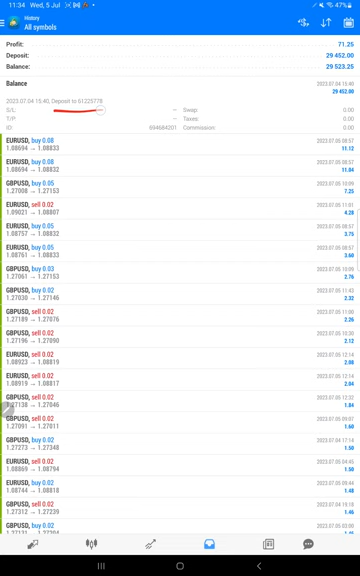 11:34 Wed, 5 Jul 47%
History
All symbols
Profit: 71.25
Deposit: 29 452.00
Balance: 29 523.25
Balance 2023.07.04 15:40
29 452.00
2023.07.04 15:40, Deposit to 61225778
S/L: – Swap: 0.00
T/P: – Taxes: 0.00
ID: 694684201 Commission: 0.00
EURUSD, buy 0.08 2023.07.05 08:57
1.08694 → 1.08833 11.12
EURUSD, buy 0.08 2023.07.05 08:57
1.08694 → 1.08832 11.04
GBPUSD, buy 0.05 2023.07.05 10:09
1.27008 → 1.27153 7.25
EURUSD, sell 0.02 2023.07.05 11:01
1.09021 → 1.08807 4.28
EURUSD, buy 0.05 2023.07.05 08:57
1.08757 → 1.08832 3.75
EURUSD, buy 0.05 2023.07.05 08:57
1.08761 → 1.08833 3.60
GBPUSD, buy 0.03 2023.07.05 10:09
1.27061 → 1.27153 2.76
GBPUSD, buy 0.02 2023.07.05 11:43
1.27030 → 1.27146 2.32
GBPUSD, sell 0.02 2023.07.05 11:00
1.27189 → 1.27076 2.26
GBPUSD, sell 0.02 2023.07.05 10:30
1.27196 → 1.27090 2.12
EURUSD, sell 0.02 2023.07.05 12:14
1.08923 → 1.08819 2.08
EURUSD, sell 0.02 2023.07.05 12:14
1.08919 → 1.08817 2.04
GBPUSD, sell 0.02 2023.07.05 12:32
1.27138 → 1.27046 1.84
GBPUSD, sell 0.02 2023.07.05 09:07
1.27091 → 1.27011 1.60
GBPUSD, buy 0.02 2023.07.04 17:14
1.27273 → 1.27348 1.50
EURUSD, sell 0.02 2023.07.05 04:45
1.08869 → 1.08794 1.50
EURUSD, buy 0.02 2023.07.05 09:44
1.08744 → 1.08818 1.48
GBPUSD, sell 0.02 2023.07.04 19:18
1.27312 → 1.27239 1.46
GBPUSD, buy 0.02 2023.07.05 03:00